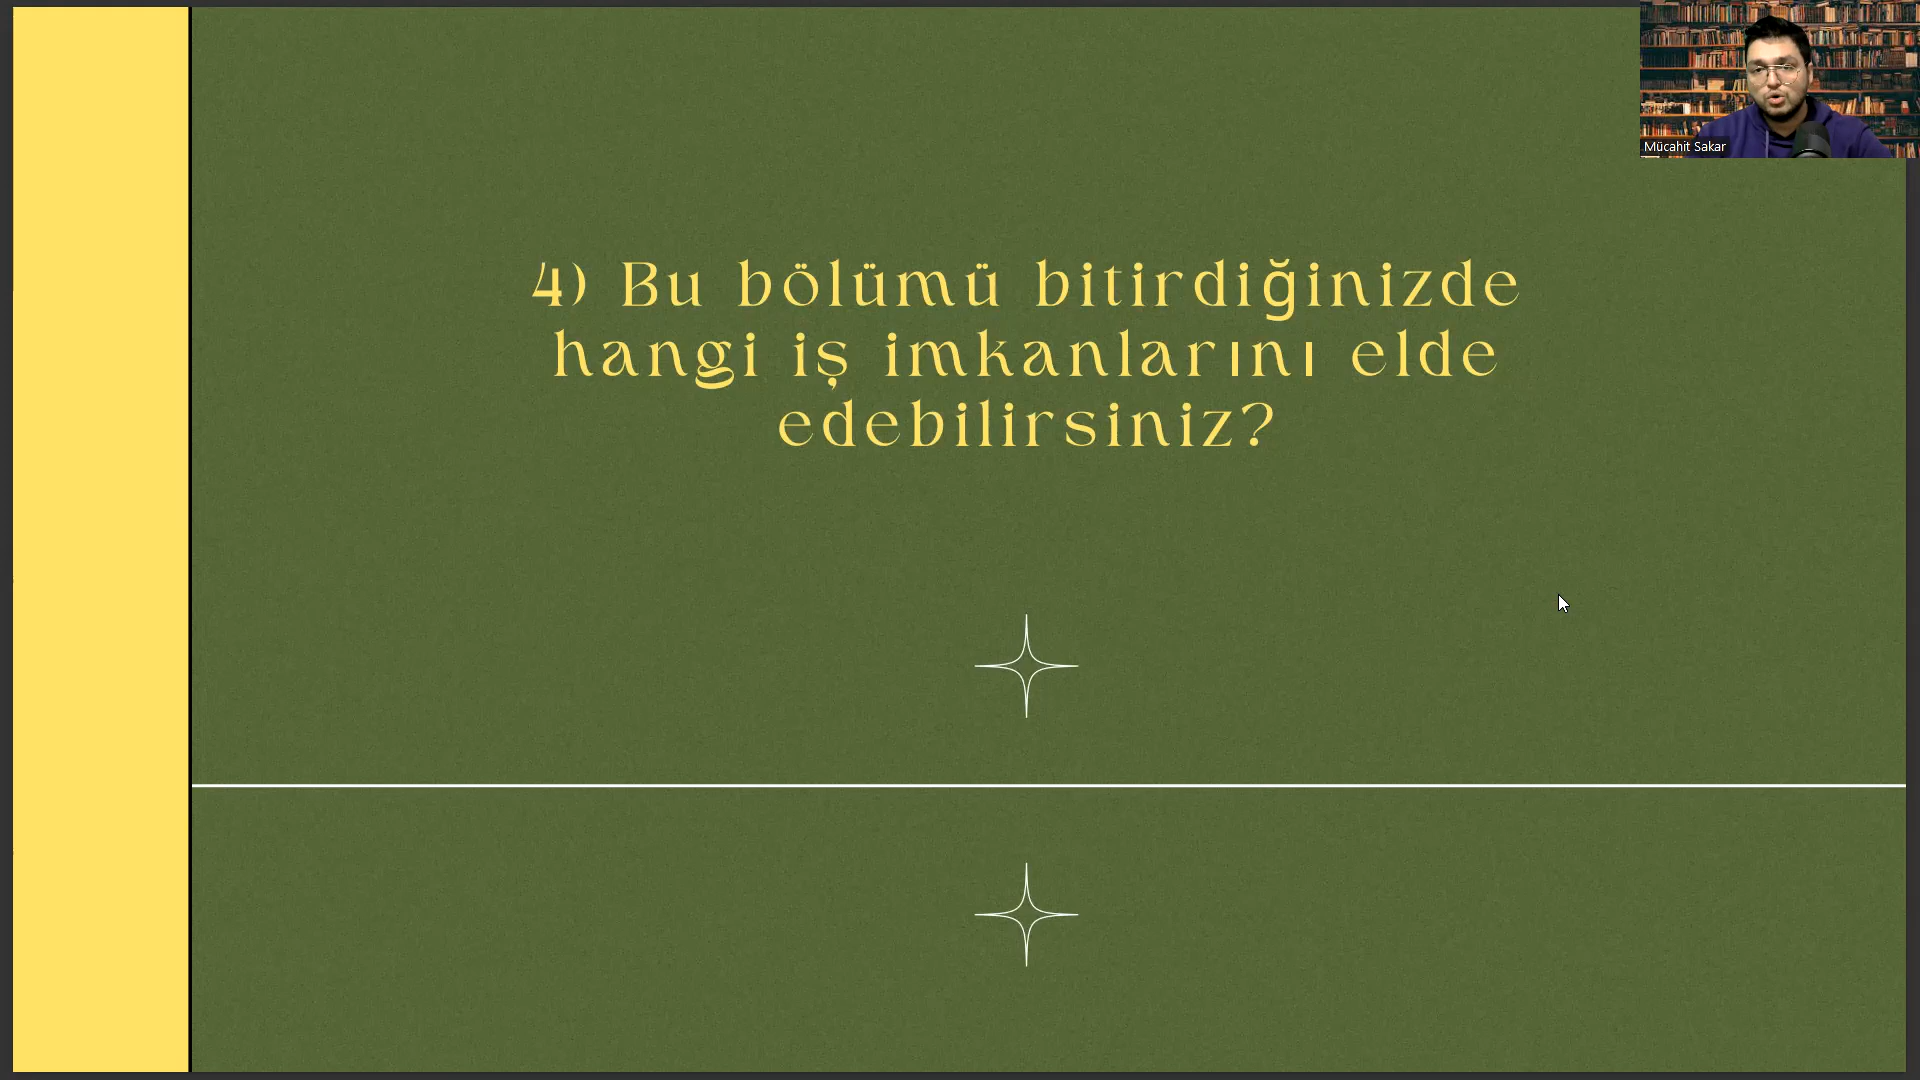 Mücahit Sakar
4) Bu bölümü bitirdiğinizde
hangi iş imkanlarını elde
edebilirsiniz?